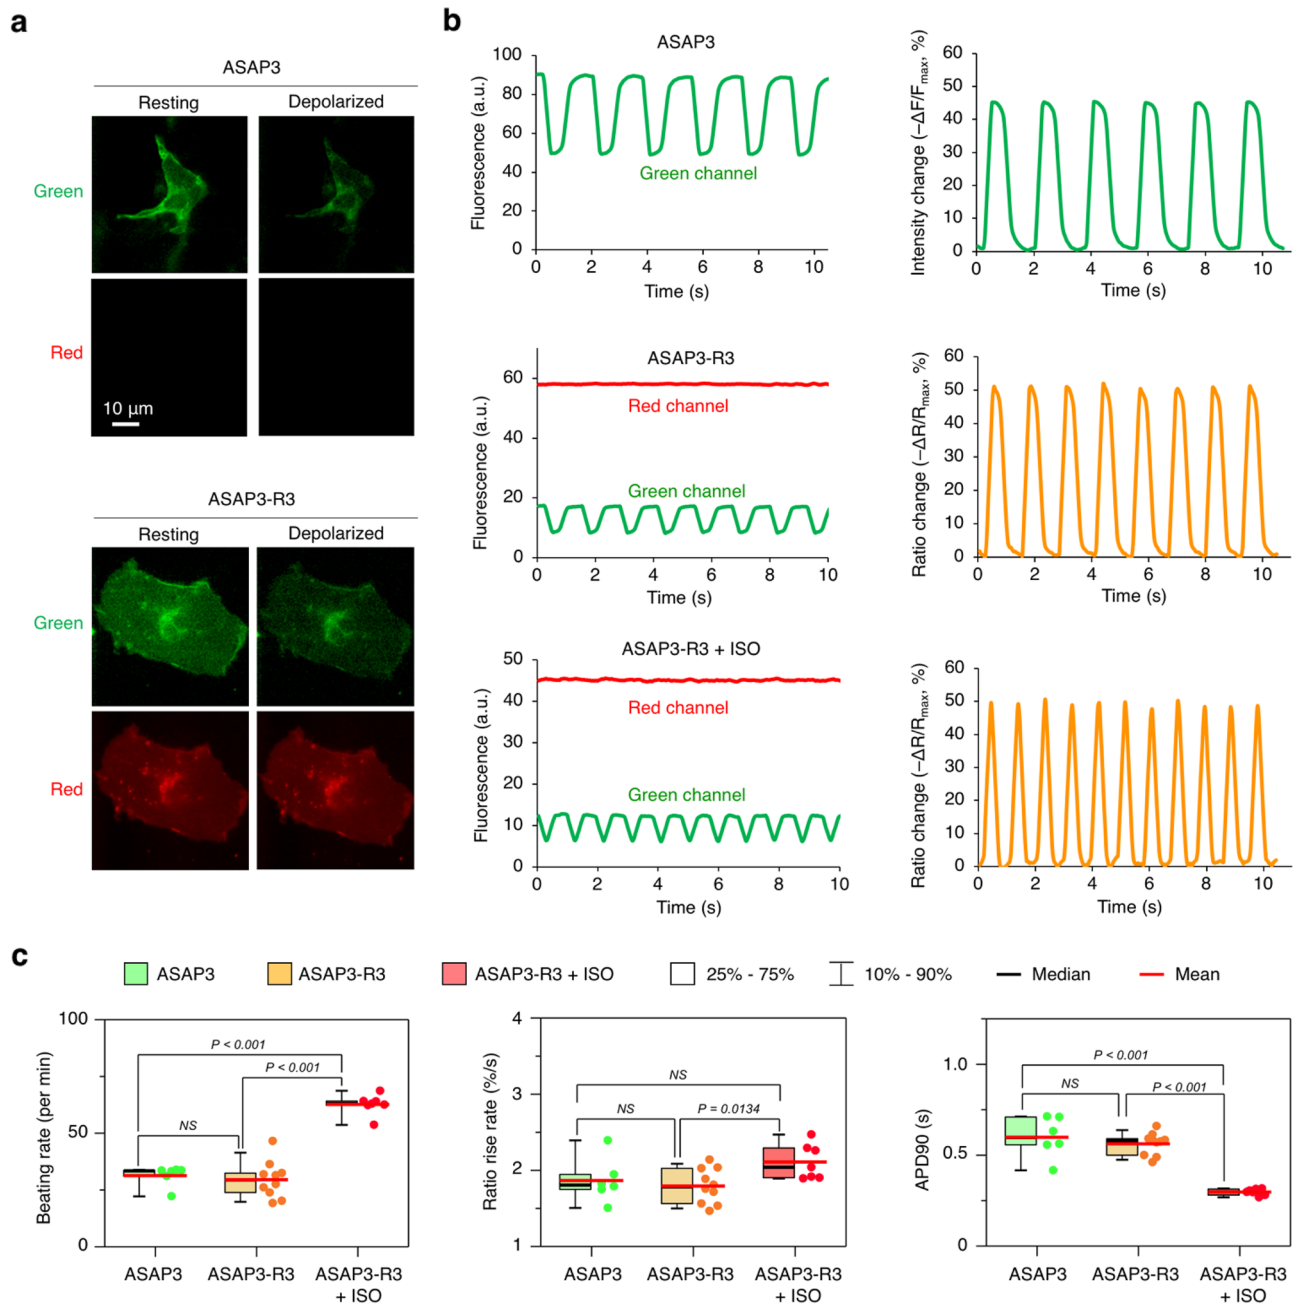 a
ASAP3
Resting Depolarized
Green
Red
10 µm
ASAP3-R3
Resting Depolarized
Green
Red
b
ASAP3
Fluorescence (a.u.)
100
80
60
40
20
0
Green channel
0 2 4 6 8 10
Time (s)
Intensity change (−ΔF/Fmax, %)
60
50
40
30
20
10
0
0 2 4 6 8 10
Time (s)
ASAP3-R3
Fluorescence (a.u.)
60
40
20
0
Red channel
Green channel
0 2 4 6 8 10
Time (s)
Ratio change (−ΔR/Rmax, %)
60
50
40
30
20
10
0
0 2 4 6 8 10
Time (s)
ASAP3-R3 + ISO
Fluorescence (a.u.)
50
40
30
20
10
0
Red channel
Green channel
0 2 4 6 8 10
Time (s)
Ratio change (−ΔR/Rmax, %)
60
50
40
30
20
10
0
0 2 4 6 8 10
Time (s)
c
ASAP3 ASAP3-R3 ASAP3-R3 + ISO 25% - 75% 10% - 90% Median Mean
Beating rate (per min)
100
50
0
P < 0.001
P < 0.001
NS
ASAP3 ASAP3-R3 ASAP3-R3
+ ISO
Ratio rise rate (%/s)
4
3
2
1
NS
NS P = 0.0134
ASAP3 ASAP3-R3 ASAP3-R3
+ ISO
APD90 (s)
1.0
0.5
0
P < 0.001
NS P < 0.001
ASAP3 ASAP3-R3 ASAP3-R3
+ ISO